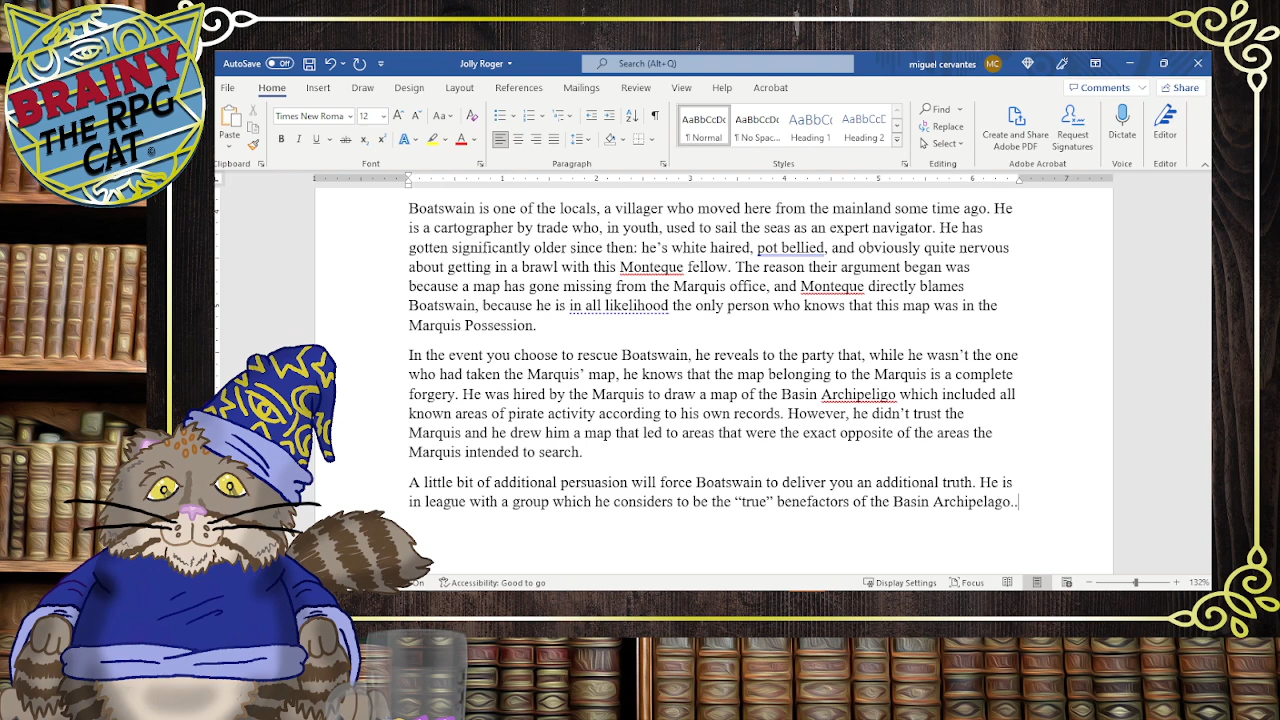 BRAINY
THE RPG
CAT
AutoSave Off
Jolly Roger
Search (Alt+Q)
miguel cervantes MC
File Home Insert Draw Design Layout References Mailings Review View Help Acrobat
Comments Share
Paste
Clipboard
Times New Roma 12
Font
Paragraph
AaBbCcDc AaBbCcDc AaBbCc AaBbCcC
¶ Normal ¶ No Spac... Heading 1 Heading 2
Styles
Find
Replace
Select
Editing
Create and Share
Adobe PDF
Request
Signatures
Adobe Acrobat
Dictate
Voice
Editor
Editor
1 1 2 3 4 5 6 7
Boatswain is one of the locals, a villager who moved here from the mainland some time ago. He
is a cartographer by trade who, in youth, used to sail the seas as an expert navigator. He has
gotten significantly older since then: he’s white haired, pot bellied, and obviously quite nervous
about getting in a brawl with this Monteque fellow. The reason their argument began was
because a map has gone missing from the Marquis office, and Monteque directly blames
Boatswain, because he is in all likelihood the only person who knows that this map was in the
Marquis Possession.
In the event you choose to rescue Boatswain, he reveals to the party that, while he wasn’t the one
who had taken the Marquis’ map, he knows that the map belonging to the Marquis is a complete
forgery. He was hired by the Marquis to draw a map of the Basin Archipeligo which included all
known areas of pirate activity according to his own records. However, he didn’t trust the
Marquis and he drew him a map that led to areas that were the exact opposite of the areas the
Marquis intended to search.
A little bit of additional persuasion will force Boatswain to deliver you an additional truth. He is
in league with a group which he considers to be the “true” benefactors of the Basin Archipelago..
On Accessibility: Good to go
Display Settings Focus 132%